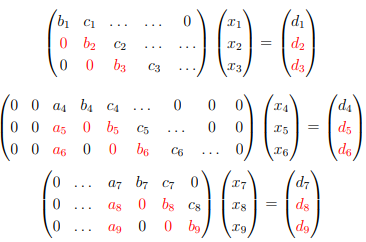 ( b₁ c₁ … … 0 ) ( x₁ ) = ( d₁ )
( 0 b₂ c₂ … … ) ( x₂ ) = ( d₂ )
( 0 0 b₃ c₃ … ) ( x₃ ) = ( d₃ )
( 0 0 a₄ b₄ c₄ … 0 0 0 ) ( x₄ ) = ( d₄ )
( 0 0 a₅ 0 b₅ c₅ … 0 0 ) ( x₅ ) = ( d₅ )
( 0 0 a₆ 0 0 b₆ c₆ … 0 ) ( x₆ ) = ( d₆ )
( 0 … a₇ b₇ c₇ 0 ) ( x₇ ) = ( d₇ )
( 0 … a₈ 0 b₈ c₈ ) ( x₈ ) = ( d₈ )
( 0 … a₉ 0 0 b₉ ) ( x₉ ) = ( d₉ )